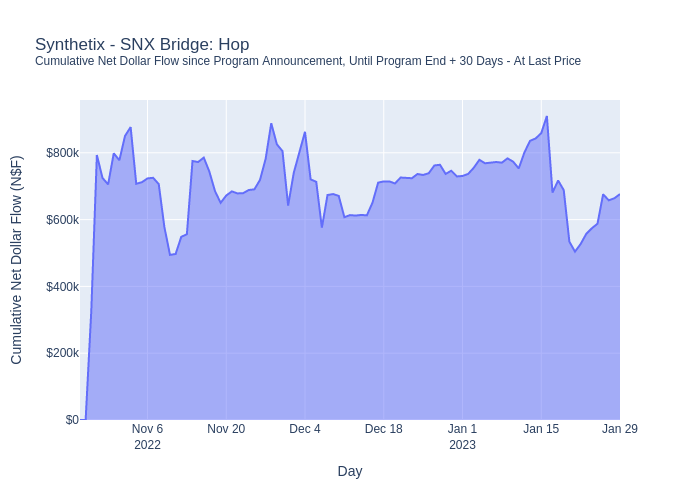 Synthetix - SNX Bridge: Hop
Cumulative Net Dollar Flow since Program Announcement, Until Program End + 30 Days - At Last Price
Cumulative Net Dollar Flow (N$F)
$800k
$600k
$400k
$200k
$0
Nov 6
2022
Nov 20
Dec 4
Dec 18
Jan 1
2023
Jan 15
Jan 29
Day